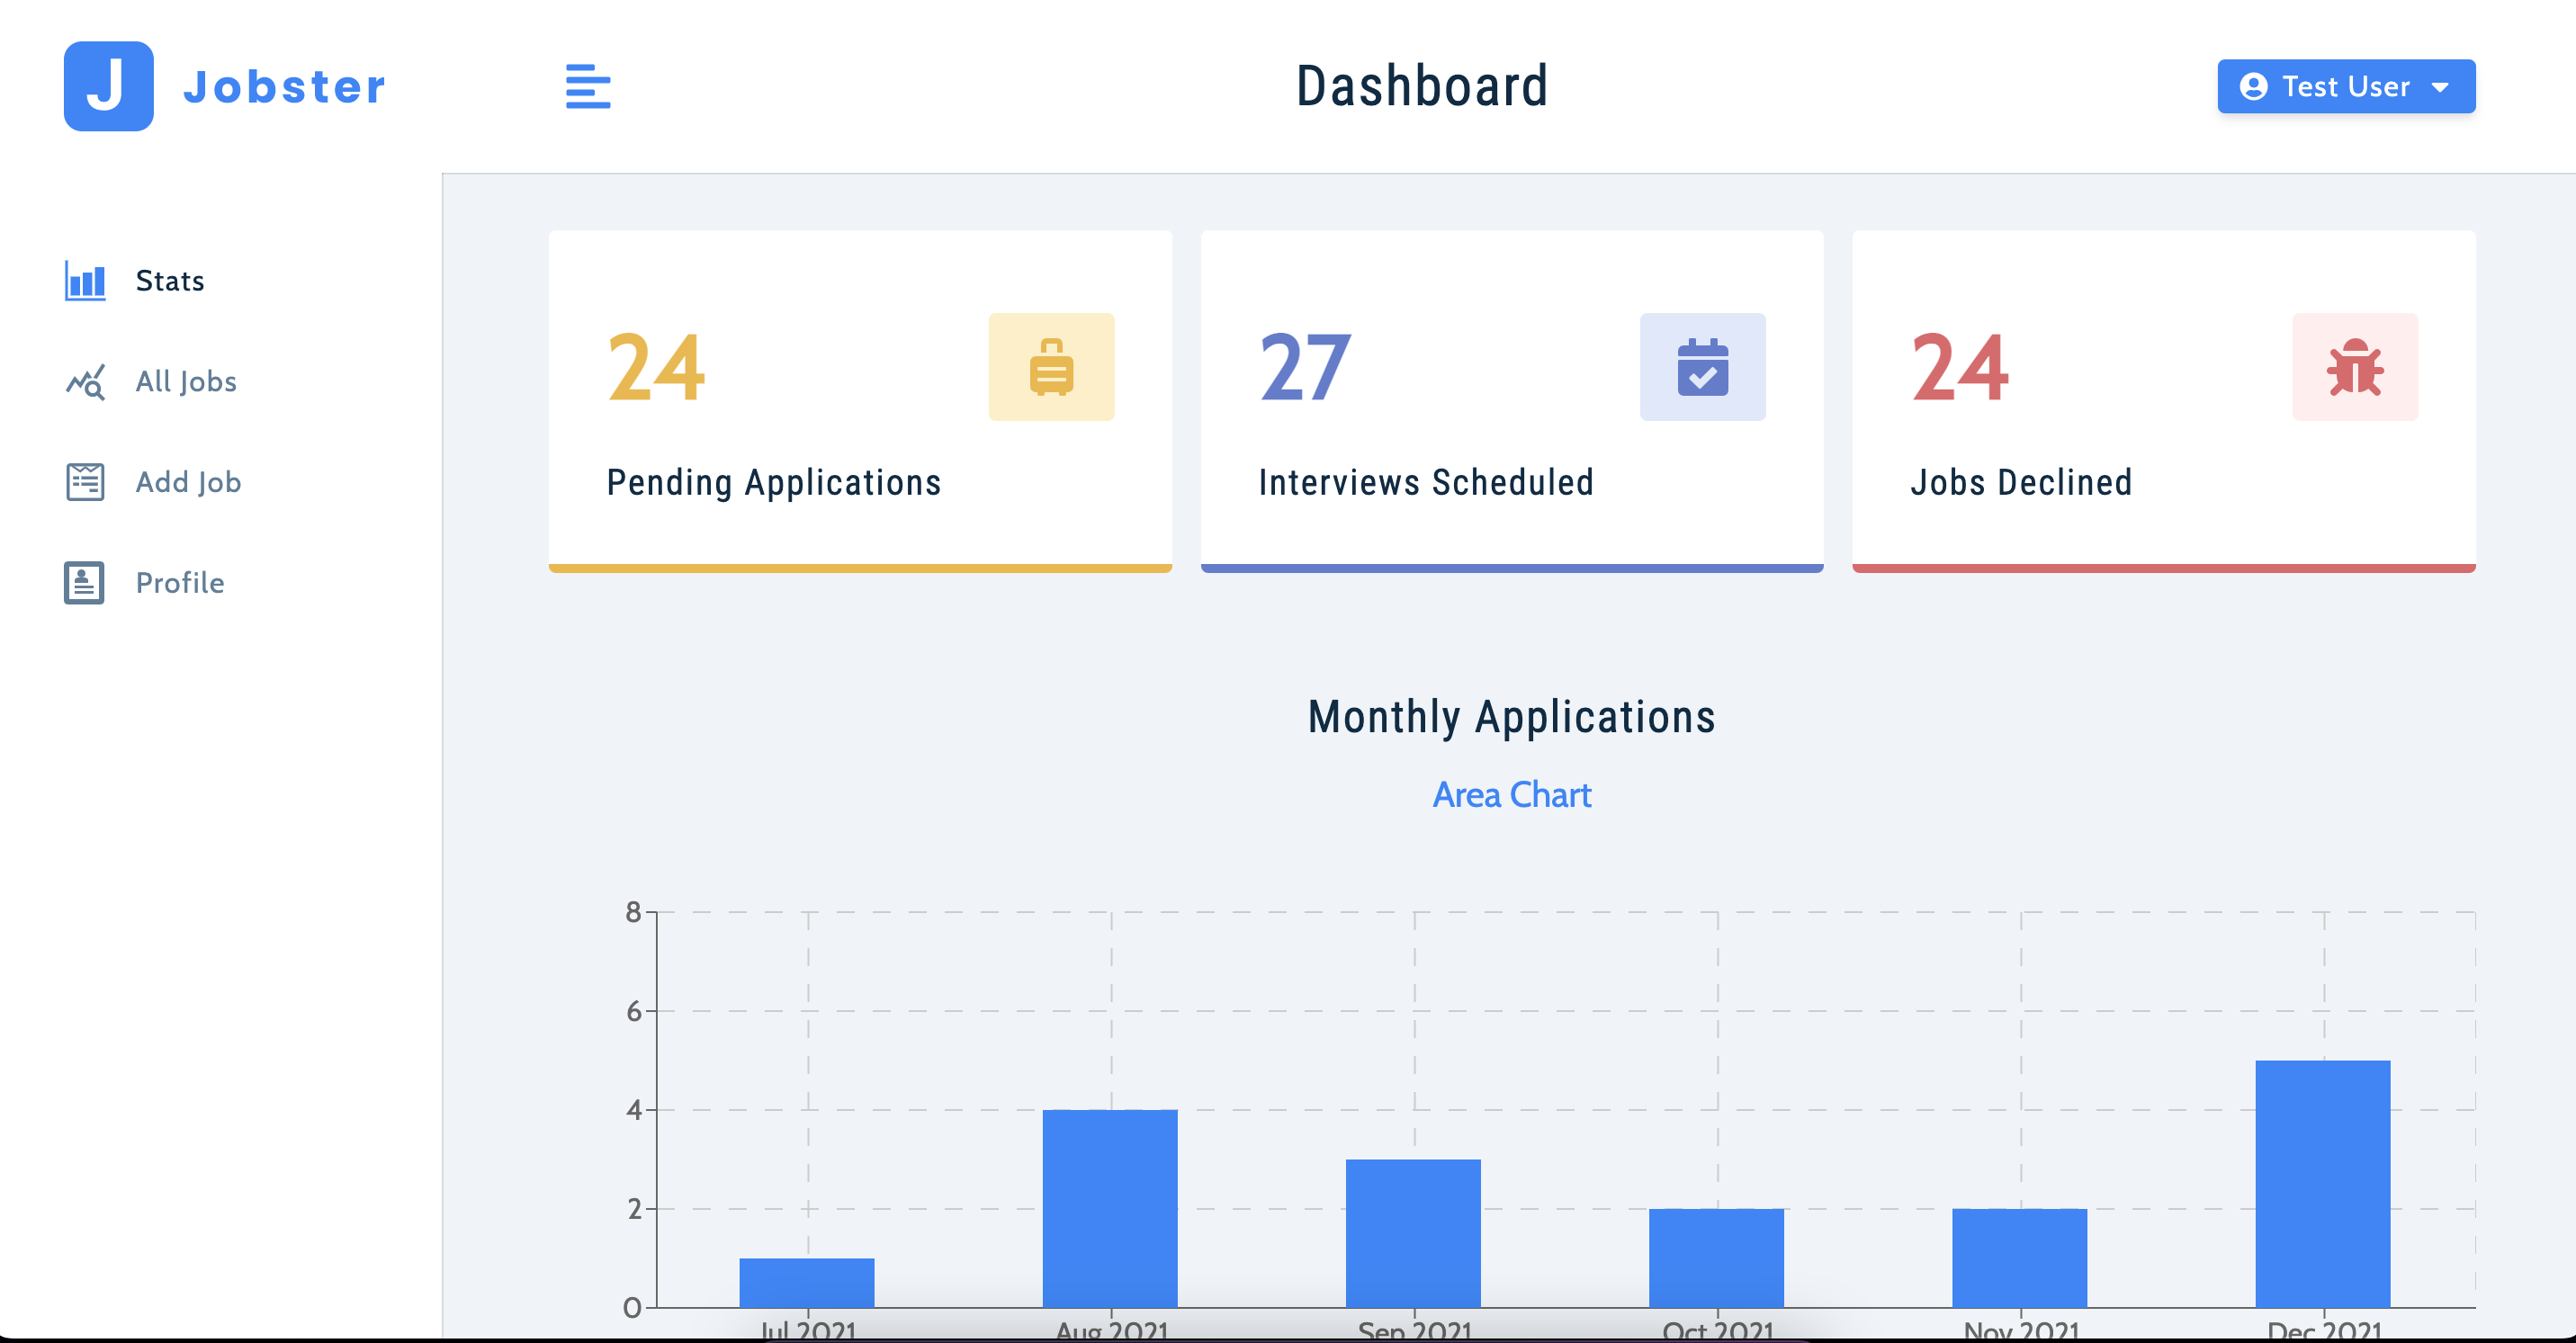 J Jobster
Dashboard
Test User
Stats
All Jobs
Add Job
Profile
24
Pending Applications
27
Interviews Scheduled
24
Jobs Declined
Monthly Applications
Area Chart
8
6
4
2
0
Jul 2021 Aug 2021 Sep 2021 Oct 2021 Nov 2021 Dec 2021